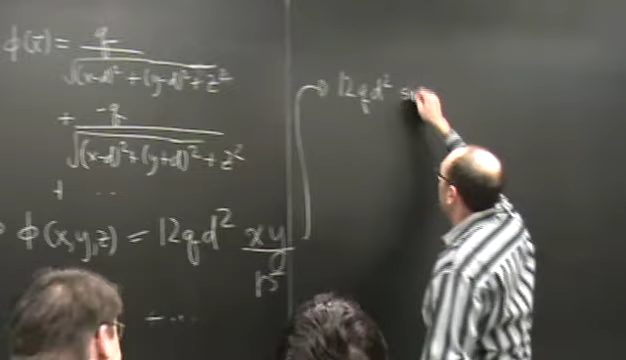 ϕ(x⃗) = q / √((x-d)² + (y-d)² + z²)
+ -q / √((x-d)² + (y+d)² + z²)
+ ...
ϕ(x,y,z) = 12qd² xy / r⁵
+ ...
→ 12qd²